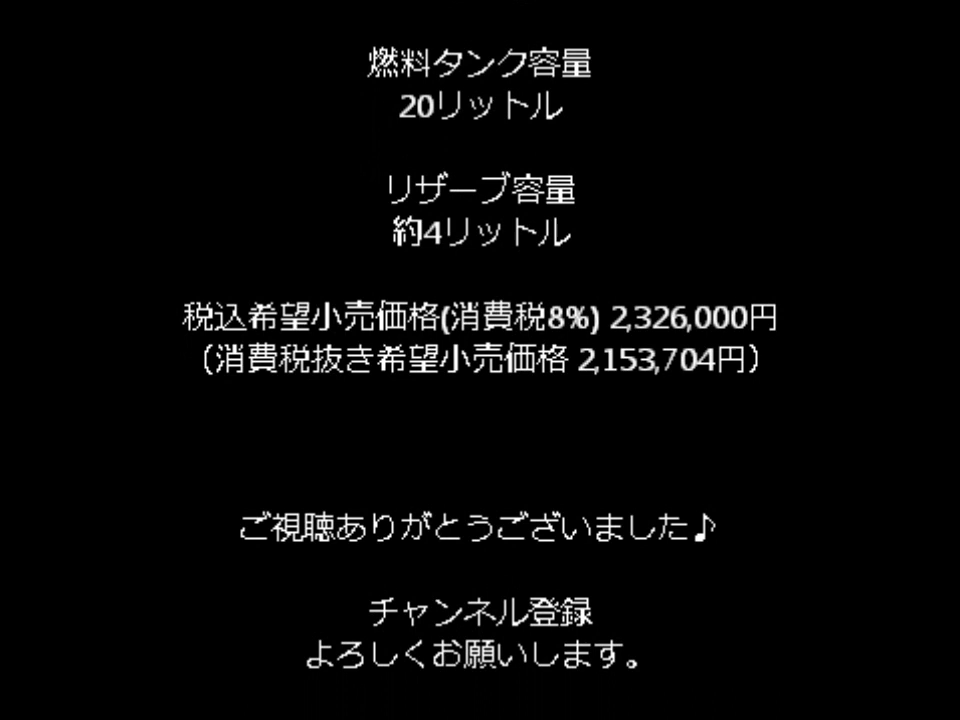 燃料タンク容量
20リットル
リザーブ容量
約4リットル
税込希望小売価格(消費税8%) 2,326,000円
（消費税抜き希望小売価格 2,153,704円）
ご視聴ありがとうございました♪
チャンネル登録
よろしくお願いします。